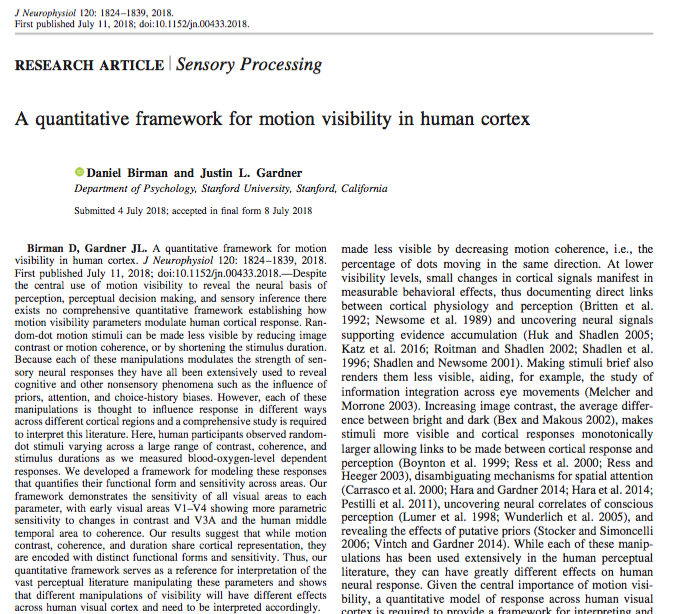 J Neurophysiol 120: 1824–1839, 2018.
First published July 11, 2018; doi:10.1152/jn.00433.2018.
RESEARCH ARTICLE | Sensory Processing
A quantitative framework for motion visibility in human cortex
Daniel Birman and Justin L. Gardner
Department of Psychology, Stanford University, Stanford, California
Submitted 4 July 2018; accepted in final form 8 July 2018
Birman D, Gardner JL. A quantitative framework for motion
visibility in human cortex. J Neurophysiol 120: 1824–1839, 2018.
First published July 11, 2018; doi:10.1152/jn.00433.2018.—Despite
the central use of motion visibility to reveal the neural basis of
perception, perceptual decision making, and sensory inference there
exists no comprehensive quantitative framework establishing how
motion visibility parameters modulate human cortical response. Ran-
dom-dot motion stimuli can be made less visible by reducing image
contrast or motion coherence, or by shortening the stimulus duration.
Because each of these manipulations modulates the strength of sen-
sory neural responses they have all been extensively used to reveal
cognitive and other nonsensory phenomena such as the influence of
priors, attention, and choice-history biases. However, each of these
manipulations is thought to influence response in different ways
across different cortical regions and a comprehensive study is required
to interpret this literature. Here, human participants observed random-
dot stimuli varying across a large range of contrast, coherence, and
stimulus durations as we measured blood-oxygen-level dependent
responses. We developed a framework for modeling these responses
that quantifies their functional form and sensitivity across areas. Our
framework demonstrates the sensitivity of all visual areas to each
parameter, with early visual areas V1–V4 showing more parametric
sensitivity to changes in contrast and V3A and the human middle
temporal area to coherence. Our results suggest that while motion
contrast, coherence, and duration share cortical representation, they
are encoded with distinct functional forms and sensitivity. Thus, our
quantitative framework serves as a reference for interpretation of the
vast perceptual literature manipulating these parameters and shows
that different manipulations of visibility will have different effects
across human visual cortex and need to be interpreted accordingly.
made less visible by decreasing motion coherence, i.e., the
percentage of dots moving in the same direction. At lower
visibility levels, small changes in cortical signals manifest in
measurable behavioral effects, thus documenting direct links
between cortical physiology and perception (Britten et al.
1992; Newsome et al. 1989) and uncovering neural signals
supporting evidence accumulation (Huk and Shadlen 2005;
Katz et al. 2016; Roitman and Shadlen 2002; Shadlen et al.
1996; Shadlen and Newsome 2001). Making stimuli brief also
renders them less visible, aiding, for example, the study of
information integration across eye movements (Melcher and
Morrone 2003). Increasing image contrast, the average differ-
ence between bright and dark (Bex and Makous 2002), makes
stimuli more visible and cortical responses monotonically
larger allowing links to be made between cortical response and
perception (Boynton et al. 1999; Ress et al. 2000; Ress and
Heeger 2003), disambiguating mechanisms for spatial attention
(Carrasco et al. 2000; Hara and Gardner 2014; Hara et al. 2014;
Pestilli et al. 2011), uncovering neural correlates of conscious
perception (Lumer et al. 1998; Wunderlich et al. 2005), and
revealing the effects of putative priors (Stocker and Simoncelli
2006; Vintch and Gardner 2014). While each of these manip-
ulations has been used extensively in the human perceptual
literature, they can have greatly different effects on human
neural response. Given the central importance of motion visi-
bility, a quantitative model of response across human visual
cortex is required to provide a framework for interpreting and